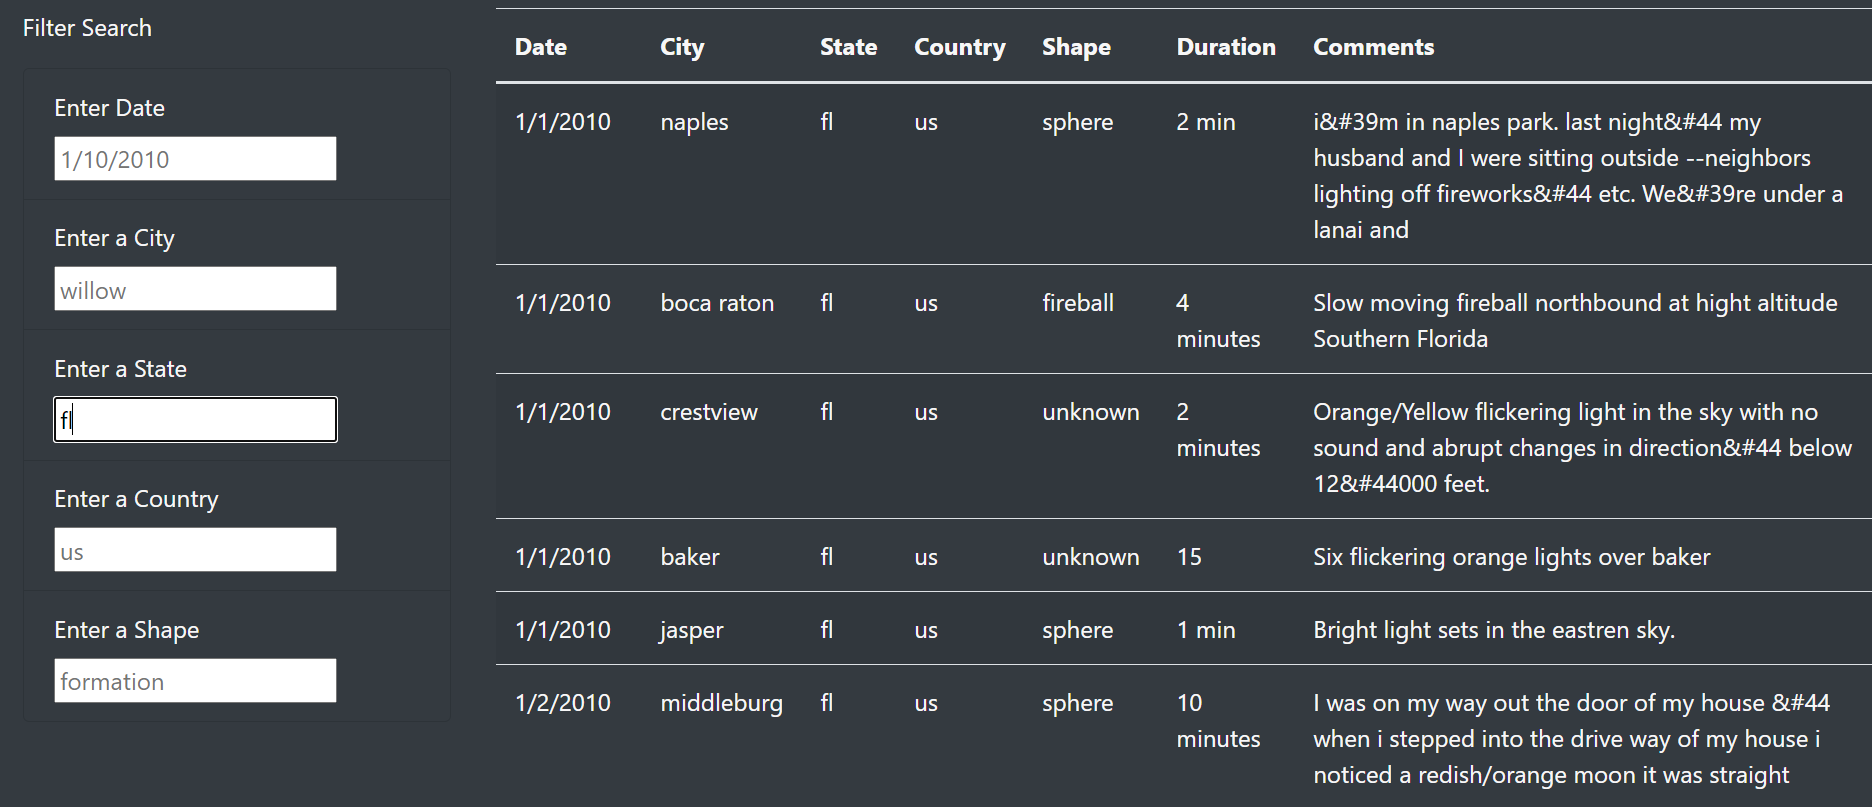 Filter Search
Enter Date
1/10/2010
Enter a City
willow
Enter a State
fl
Enter a Country
us
Enter a Shape
formation
Date City State Country Shape Duration Comments
1/1/2010 naples fl us sphere 2 min i&#39m in naples park. last night&#44 my
husband and I were sitting outside --neighbors
lighting off fireworks&#44 etc. We&#39re under a
lanai and
1/1/2010 boca raton fl us fireball 4 Slow moving fireball northbound at hight altitude
minutes Southern Florida
1/1/2010 crestview fl us unknown 2 Orange/Yellow flickering light in the sky with no
minutes sound and abrupt changes in direction&#44 below
12&#44000 feet.
1/1/2010 baker fl us unknown 15 Six flickering orange lights over baker
1/1/2010 jasper fl us sphere 1 min Bright light sets in the eastren sky.
1/2/2010 middleburg fl us sphere 10 I was on my way out the door of my house &#44
minutes when i stepped into the drive way of my house i
noticed a redish/orange moon it was straight